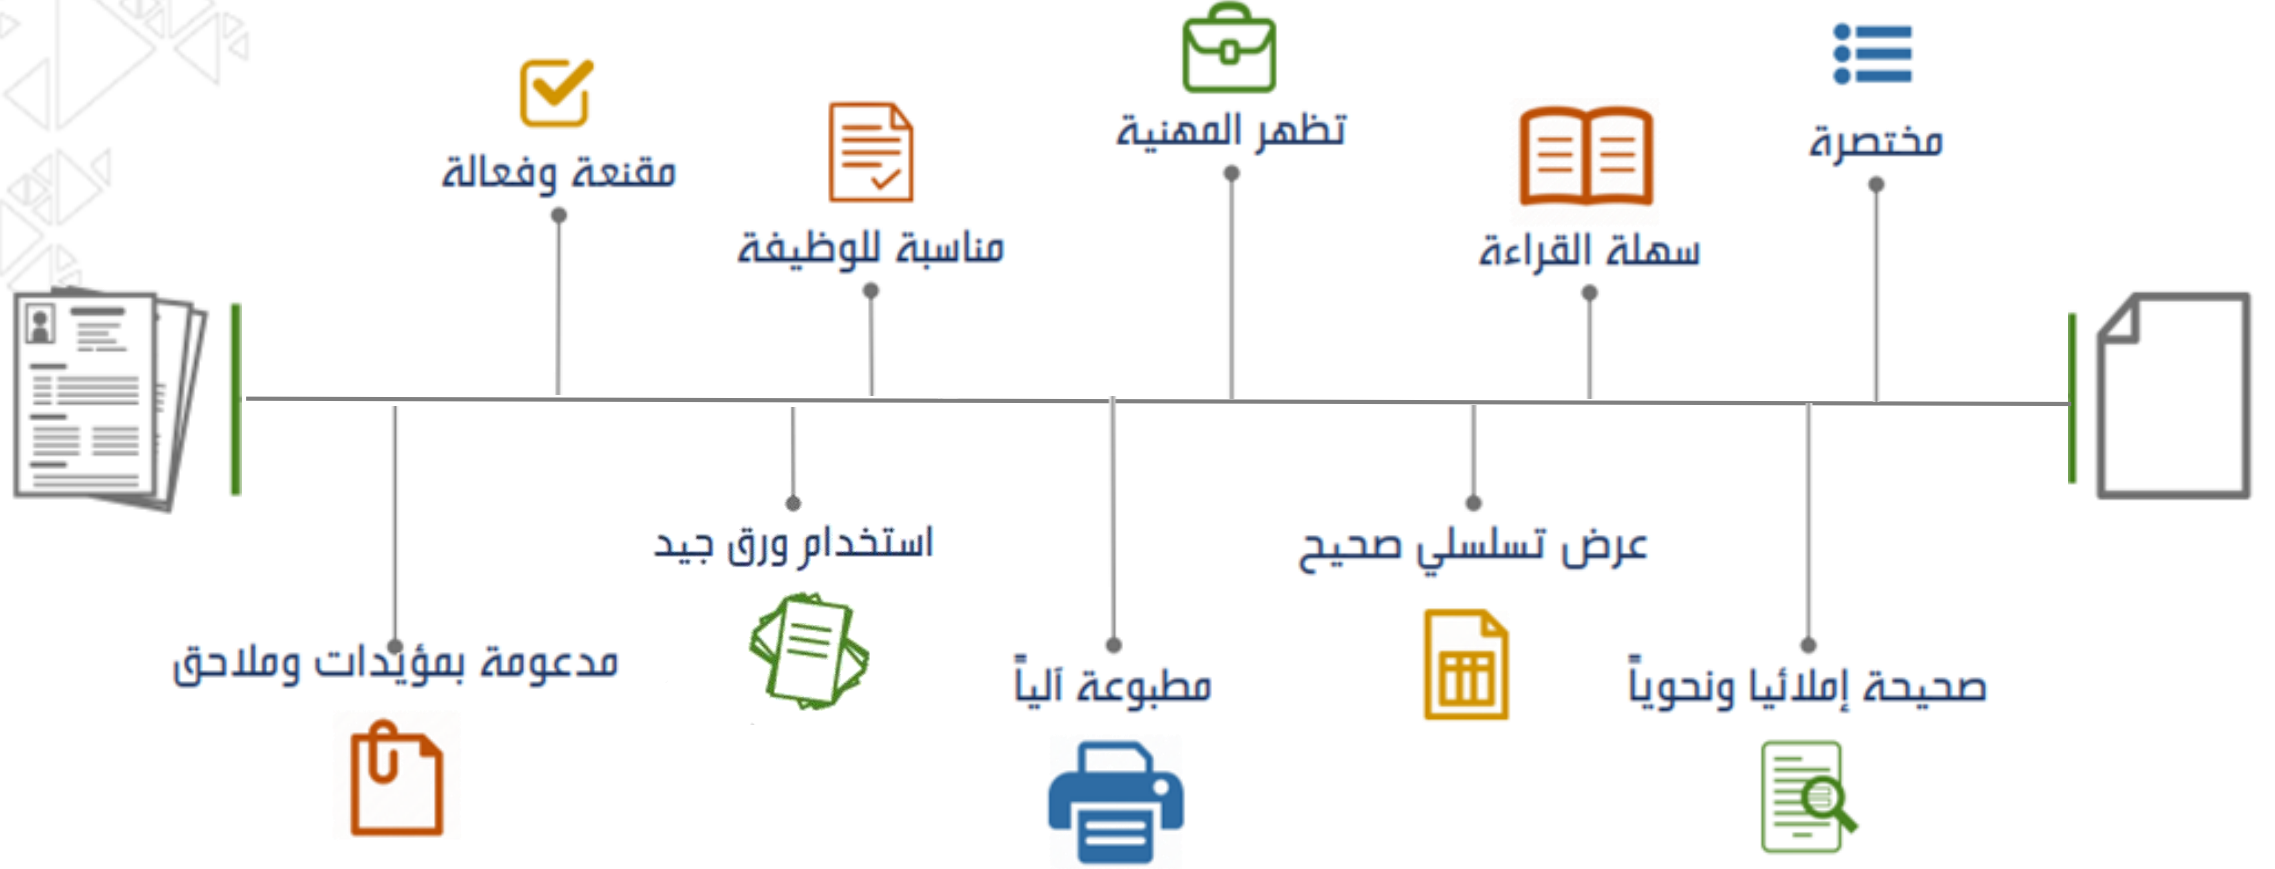 مختصرة
صحيحة إملائيا ونحوياً
سهلة القراءة
عرض تسلسلي صحيح
تظهر المهنية
مطبوعة آلياً
مناسبة للوظيفة
استخدام ورق جيد
مقنعة وفعالة
مدعومة بمؤيدات وملاحق